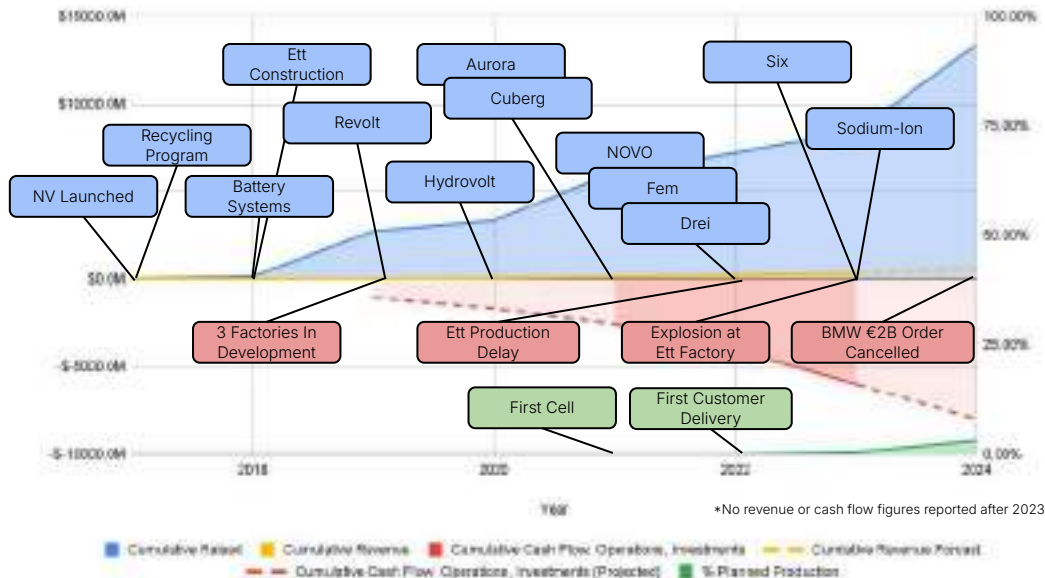 $15000.0M
100.00%
Ett
Construction
Aurora
Six
Cuberg
$10000.0M
Revolt
Sodium-Ion
75.00%
Recycling
Program
NOVO
Hydrovolt
Fem
NV Launched
Battery
Systems
Drei
50.00%
$0.0M
3 Factories In
Development
Ett Production
Delay
Explosion at
Ett Factory
BMW €2B Order
Cancelled
25.00%
-$-5000.0M
First Cell
First Customer
Delivery
-$-10000.0M
0.00%
2018
2020
2022
2024
Year
*No revenue or cash flow figures reported after 2023
Cumulative Raised
Cumulative Revenue
Cumulative Cash Flow: Operations, Investments
Cumulative Revenue Forcast
Cumulative Cash Flow: Operations, Investments (Projected)
% Planned Production